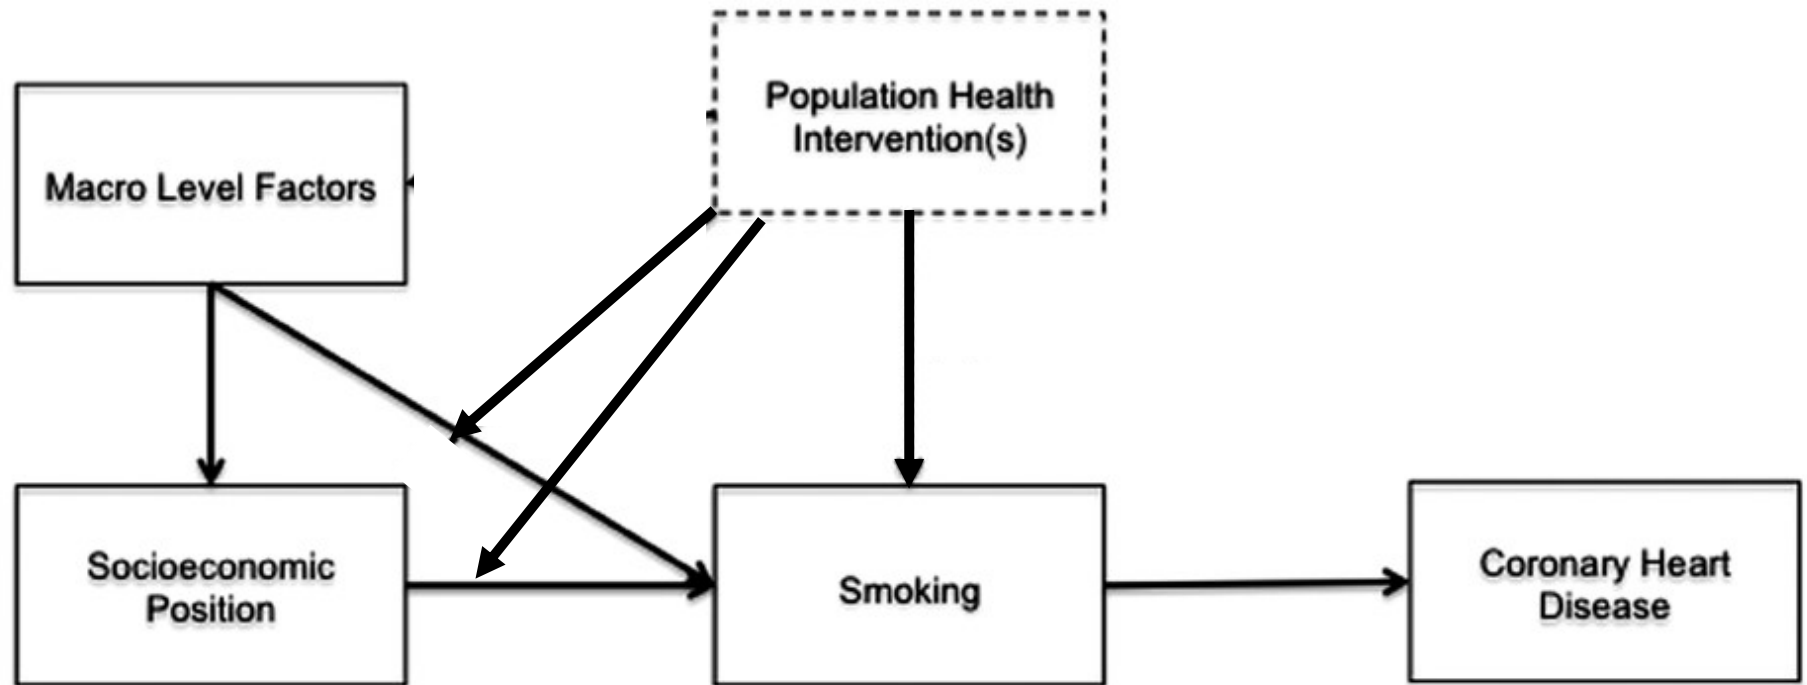 Population Health
Intervention(s)
Macro Level Factors
Socioeconomic
Position
Smoking
Coronary Heart
Disease